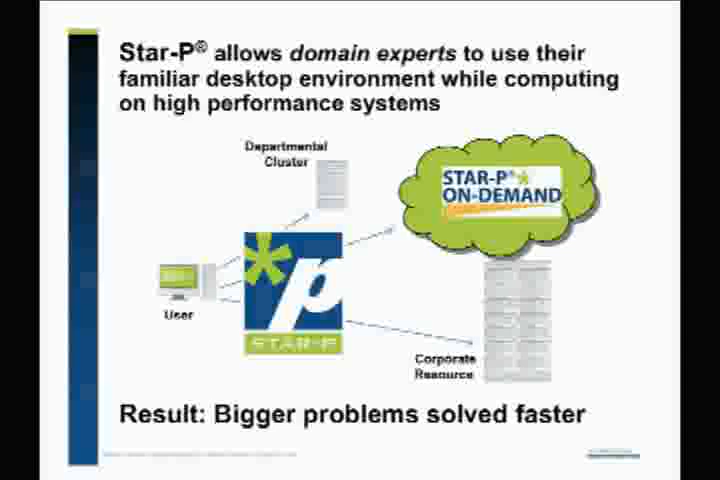 Star-P® allows domain experts to use their
familiar desktop environment while computing
on high performance systems
Departmental
Cluster
STAR-P®*
ON-DEMAND
User
*p
STAR-P
Corporate
Resource
Result: Bigger problems solved faster